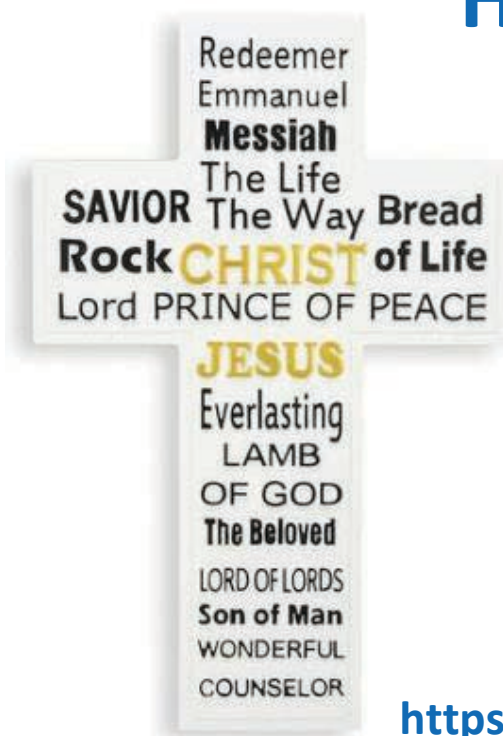 H
Redeemer
Emmanuel
Messiah
The Life
SAVIOR The Way Bread
Rock CHRIST of Life
Lord PRINCE OF PEACE
JESUS
Everlasting
LAMB
OF GOD
The Beloved
LORD OF LORDS
Son of Man
WONDERFUL
COUNSELOR
https